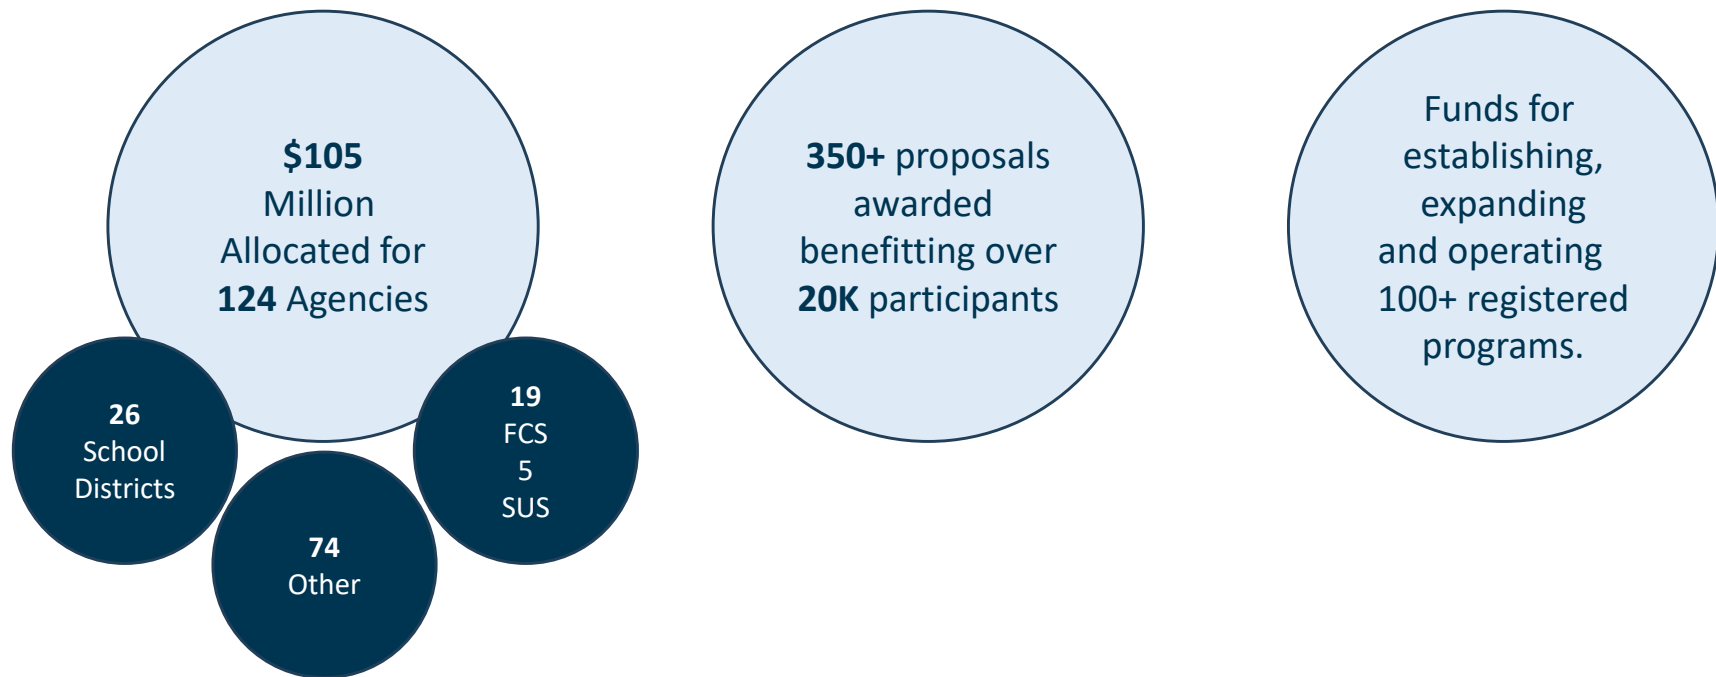 $105
Million
Allocated for
124 Agencies
26
School
Districts
74
Other
19
FCS
5
SUS
350+ proposals
awarded
benefitting over
20K participants
Funds for
establishing,
expanding
and operating
100+ registered
programs.